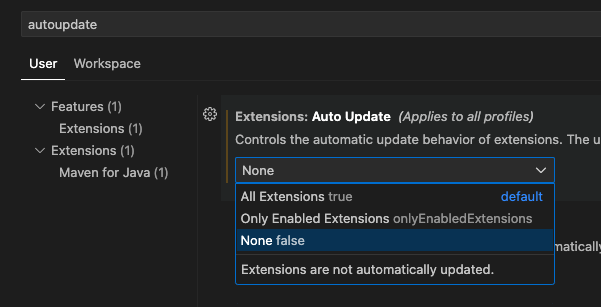 autoupdate
User Workspace
Features (1)
Extensions (1)
Extensions (1)
Maven for Java (1)
Extensions: Auto Update (Applies to all profiles)
Controls the automatic update behavior of extensions. The u
None
All Extensions true default
Only Enabled Extensions onlyEnabledExtensions
None false
Extensions are not automatically updated.